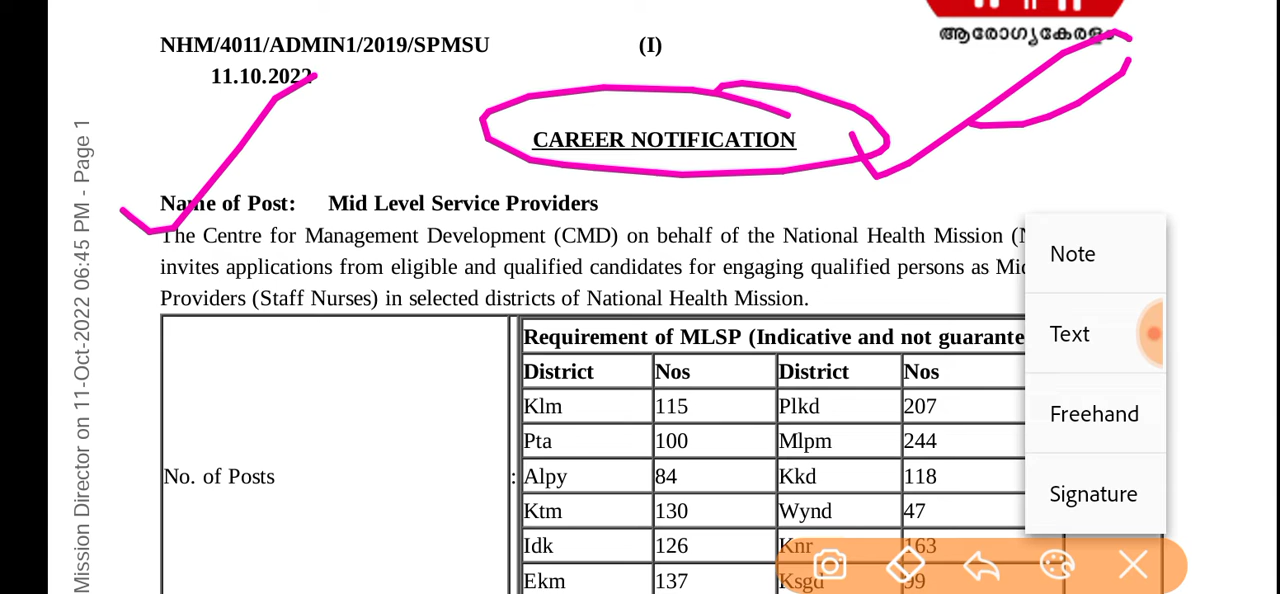 ആരോഗ്യകേരളം
NHM/4011/ADMIN1/2019/SPMSU (I)
11.10.2022
CAREER NOTIFICATION
Name of Post: Mid Level Service Providers
The Centre for Management Development (CMD) on behalf of the National Health Mission
invites applications from eligible and qualified candidates for engaging qualified persons as
Providers (Staff Nurses) in selected districts of National Health Mission.
Requirement of MLSP (Indicative and not guarante
District Nos District Nos
Klm 115 Plkd 207
Pta 100 Mlpm 244
No. of Posts : Alpy 84 Kkd 118
Ktm 130 Wynd 47
Idk 126 Knr 163
Ekm 137 Ksgd 99
Mission Director on 11-Oct-2022 06:45 PM - Page 1
Note
Text
Freehand
Signature